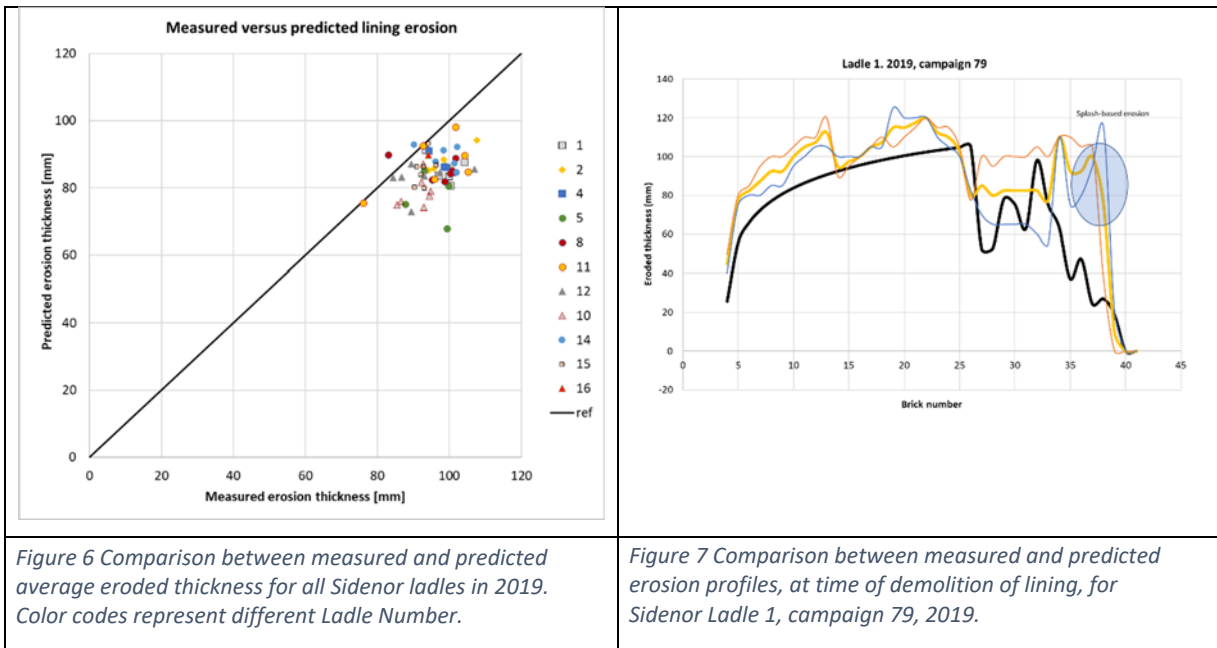 Measured versus predicted lining erosion
120
100
80
60
40
20
0
Predicted erosion thickness [mm]
0 20 40 60 80 100 120
Measured erosion thickness [mm]
1
2
4
5
8
11
12
10
14
15
16
ref
Ladle 1. 2019, campaign 79
Splash-based erosion
140
120
100
80
60
40
20
0
-20
Eroded thickness (mm)
0 5 10 15 20 25 30 35 40 45
Brick number
Figure 6 Comparison between measured and predicted
average eroded thickness for all Sidenor ladles in 2019.
Color codes represent different Ladle Number.
Figure 7 Comparison between measured and predicted
erosion profiles, at time of demolition of lining, for
Sidenor Ladle 1, campaign 79, 2019.